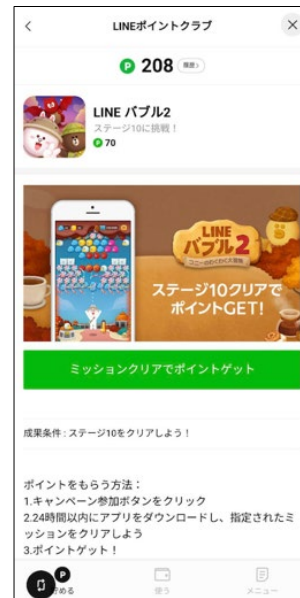 LINEポイントクラブ
P 208 履歴>
LINE バブル2
ステージ10に挑戦！
P 70
LINE
バブル2
ステージ10クリアで
ポイントGET!
ミッションクリアでポイントゲット
成果条件 : ステージ10をクリアしよう！
ポイントをもらう方法：
1.キャンペーン参加ボタンをクリック
2.24時間以内にアプリをダウンロードし、指定されたミ
ッションをクリアしよう
3.ポイントゲット！
P
貯める 使う メニュー